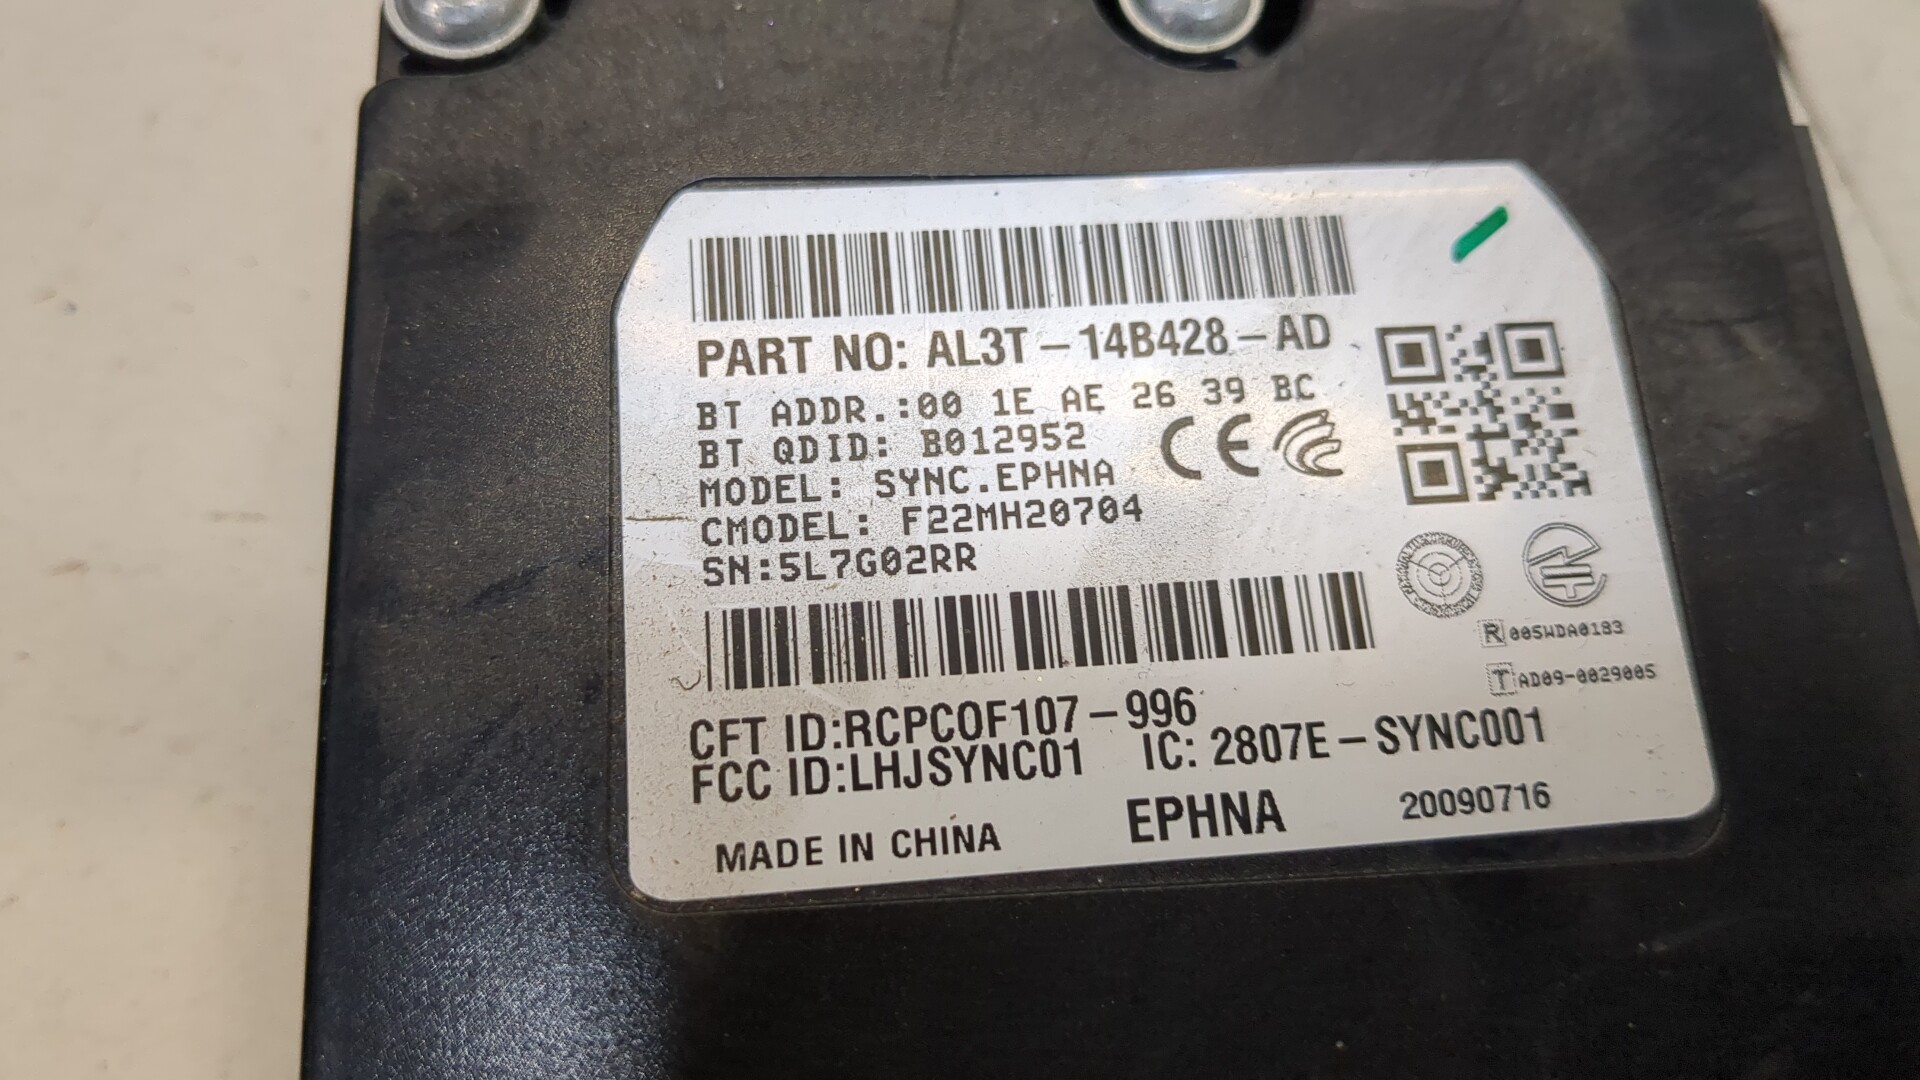 PART NO: AL3T-14B428-AD
BT ADDR.:00 1E AE 26 39 BC
BT QDID: B012952
CE
MODEL: SYNC.EPHNA
CMODEL: F22MH20704
SN:5L7G02RR
R 005WDA0183
T AD09-0029005
CFT ID:RCPCOF107-996
FCC ID:LHJSYNC01 IC: 2807E-SYNC001
MADE IN CHINA EPHNA 20090716